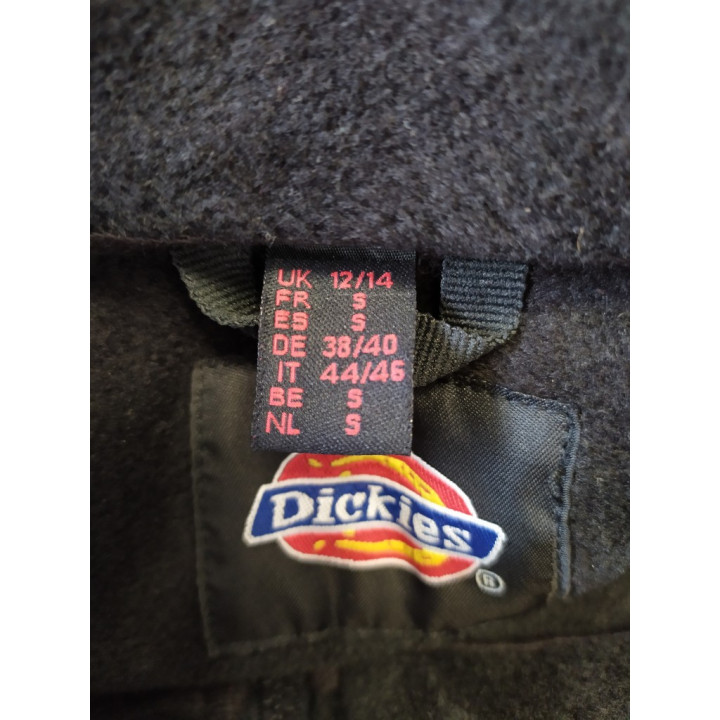 UK 12/14
FR S
ES S
DE 38/40
IT 44/46
BE S
NL S
Dickies
®